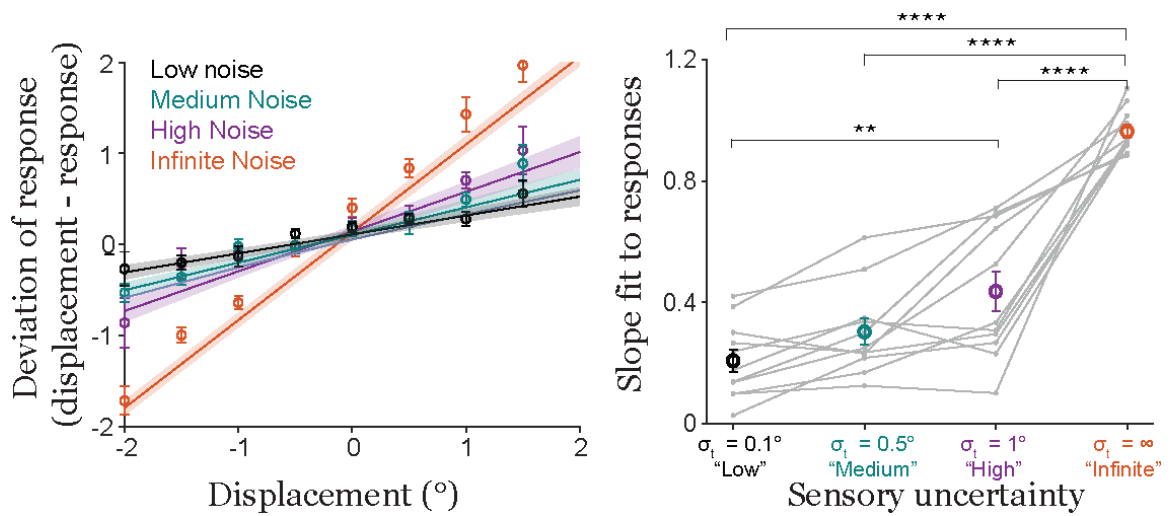 Low noise
Medium Noise
High Noise
Infinite Noise
Deviation of response
(displacement - response)
2
1
0
-1
-2
-2
-1
0
1
2
Displacement (°)
****
****
****
**
Slope fit to responses
1.2
0.8
0.4
0
σt = 0.1°
"Low"
σt = 0.5°
"Medium"
σt = 1°
"High"
σt = ∞
"Infinite"
Sensory uncertainty